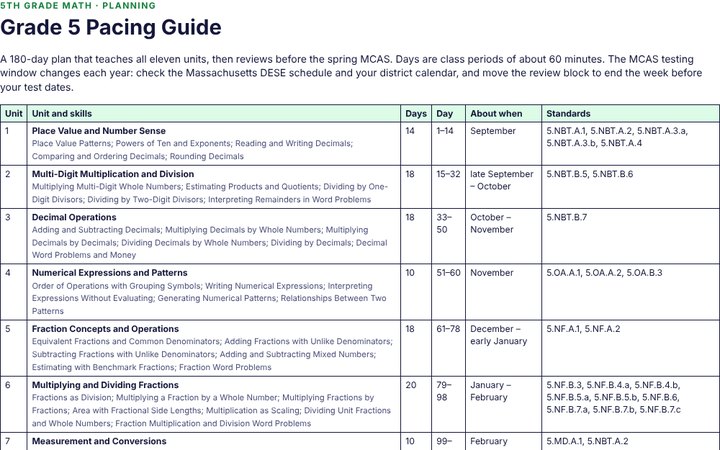 5TH GRADE MATH · PLANNING
Grade 5 Pacing Guide
A 180-day plan that teaches all eleven units, then reviews before the spring MCAS. Days are class periods of about 60 minutes. The MCAS testing
window changes each year: check the Massachusetts DESE schedule and your district calendar, and move the review block to end the week before
your test dates.
Unit Unit and skills Days Day About when Standards
1 Place Value and Number Sense 14 1–14 September 5.NBT.A.1, 5.NBT.A.2, 5.NBT.A.3.a,
Place Value Patterns; Powers of Ten and Exponents; Reading and Writing Decimals; 5.NBT.A.3.b, 5.NBT.A.4
Comparing and Ordering Decimals; Rounding Decimals
2 Multi-Digit Multiplication and Division 18 15–32 late September 5.NBT.B.5, 5.NBT.B.6
Multiplying Multi-Digit Whole Numbers; Estimating Products and Quotients; Dividing by One- – October
Digit Divisors; Dividing by Two-Digit Divisors; Interpreting Remainders in Word Problems
3 Decimal Operations 18 33– October – 5.NBT.B.7
Adding and Subtracting Decimals; Multiplying Decimals by Whole Numbers; Multiplying 50 November
Decimals by Decimals; Dividing Decimals by Whole Numbers; Dividing by Decimals; Decimal
Word Problems and Money
4 Numerical Expressions and Patterns 10 51–60 November 5.OA.A.1, 5.OA.A.2, 5.OA.B.3
Order of Operations with Grouping Symbols; Writing Numerical Expressions; Interpreting
Expressions Without Evaluating; Generating Numerical Patterns; Relationships Between Two
Patterns
5 Fraction Concepts and Operations 18 61–78 December – 5.NF.A.1, 5.NF.A.2
Equivalent Fractions and Common Denominators; Adding Fractions with Unlike Denominators; early January
Subtracting Fractions with Unlike Denominators; Adding and Subtracting Mixed Numbers;
Estimating with Benchmark Fractions; Fraction Word Problems
6 Multiplying and Dividing Fractions 20 79– January – 5.NF.B.3, 5.NF.B.4.a, 5.NF.B.4.b,
Fractions as Division; Multiplying a Fraction by a Whole Number; Multiplying Fractions by 98 February 5.NF.B.5.a, 5.NF.B.5.b, 5.NF.B.6,
Fractions; Area with Fractional Side Lengths; Multiplication as Scaling; Dividing Unit Fractions 5.NF.B.7.a, 5.NF.B.7.b, 5.NF.B.7.c
and Whole Numbers; Fraction Multiplication and Division Word Problems
7 Measurement and Conversions 10 99– February 5.MD.A.1, 5.NBT.A.2